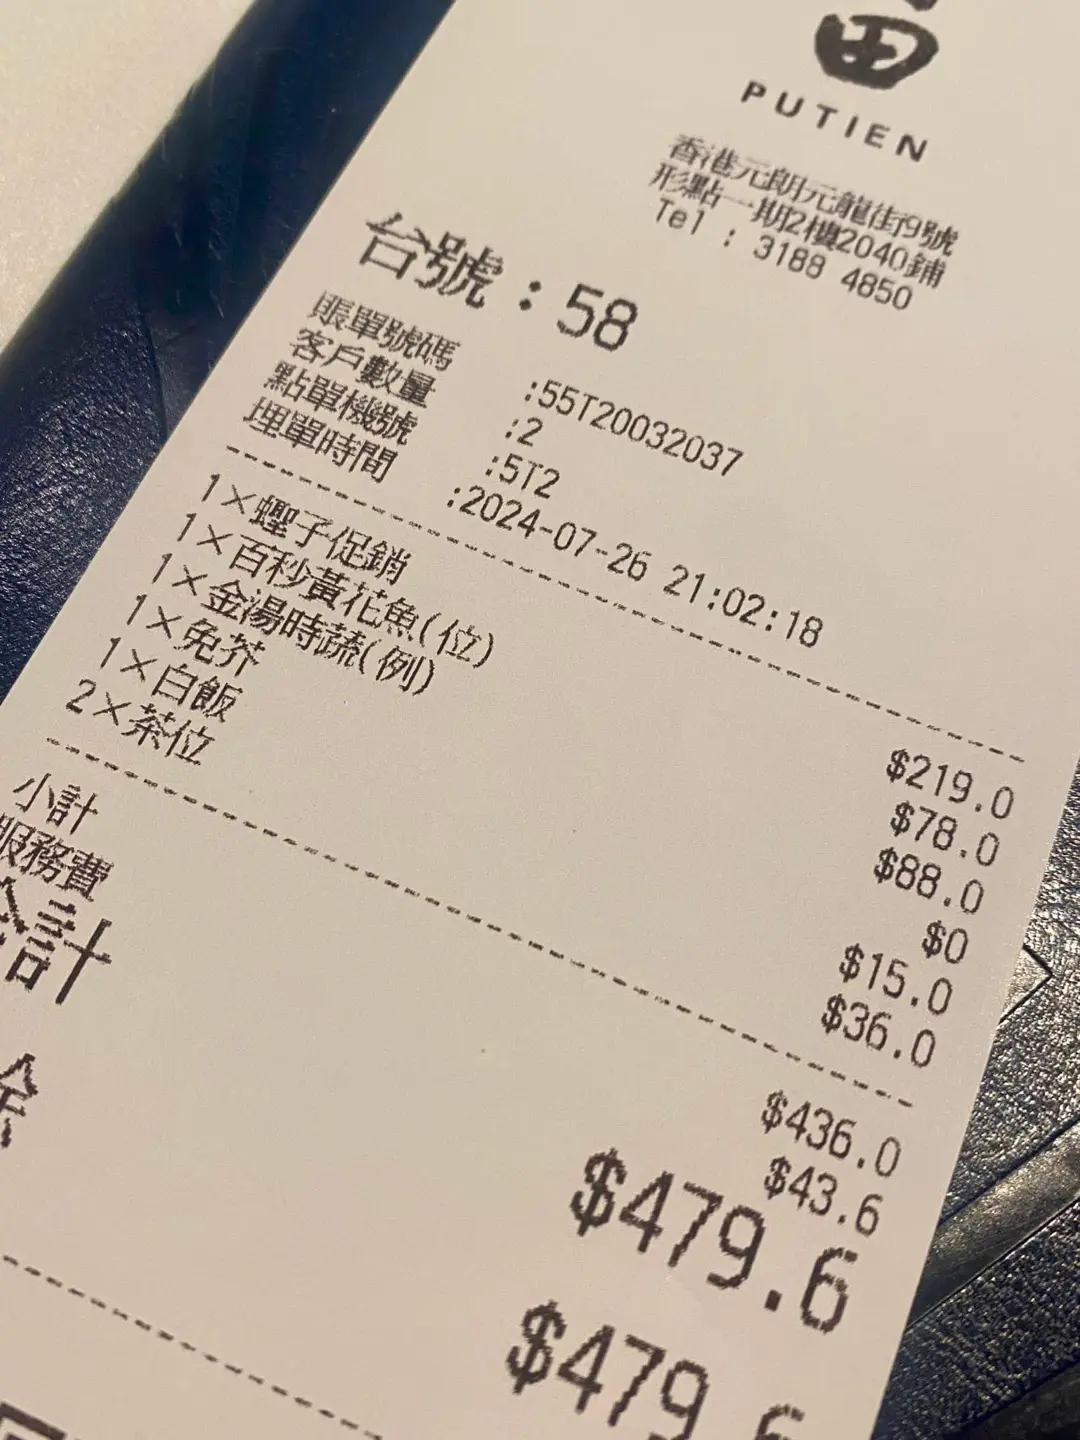 PUTIEN
香港元朗元龍街9號
形點一期2樓2040鋪
Tel : 3188 4850
台號 : 58
賬單號碼 :55T20032037
客戶數量 :2
點單機號 :5T2
埋單時間 :2024-07-26 21:02:18
1×蟶子促銷 $219.0
1×百秒黃花魚(位) $78.0
1×金湯時蔬(例) $88.0
1×免芥 $0
1×白飯 $15.0
2×茶位 $36.0
小計 $436.0
服務費 $43.6
合計 $479.6
$479.6